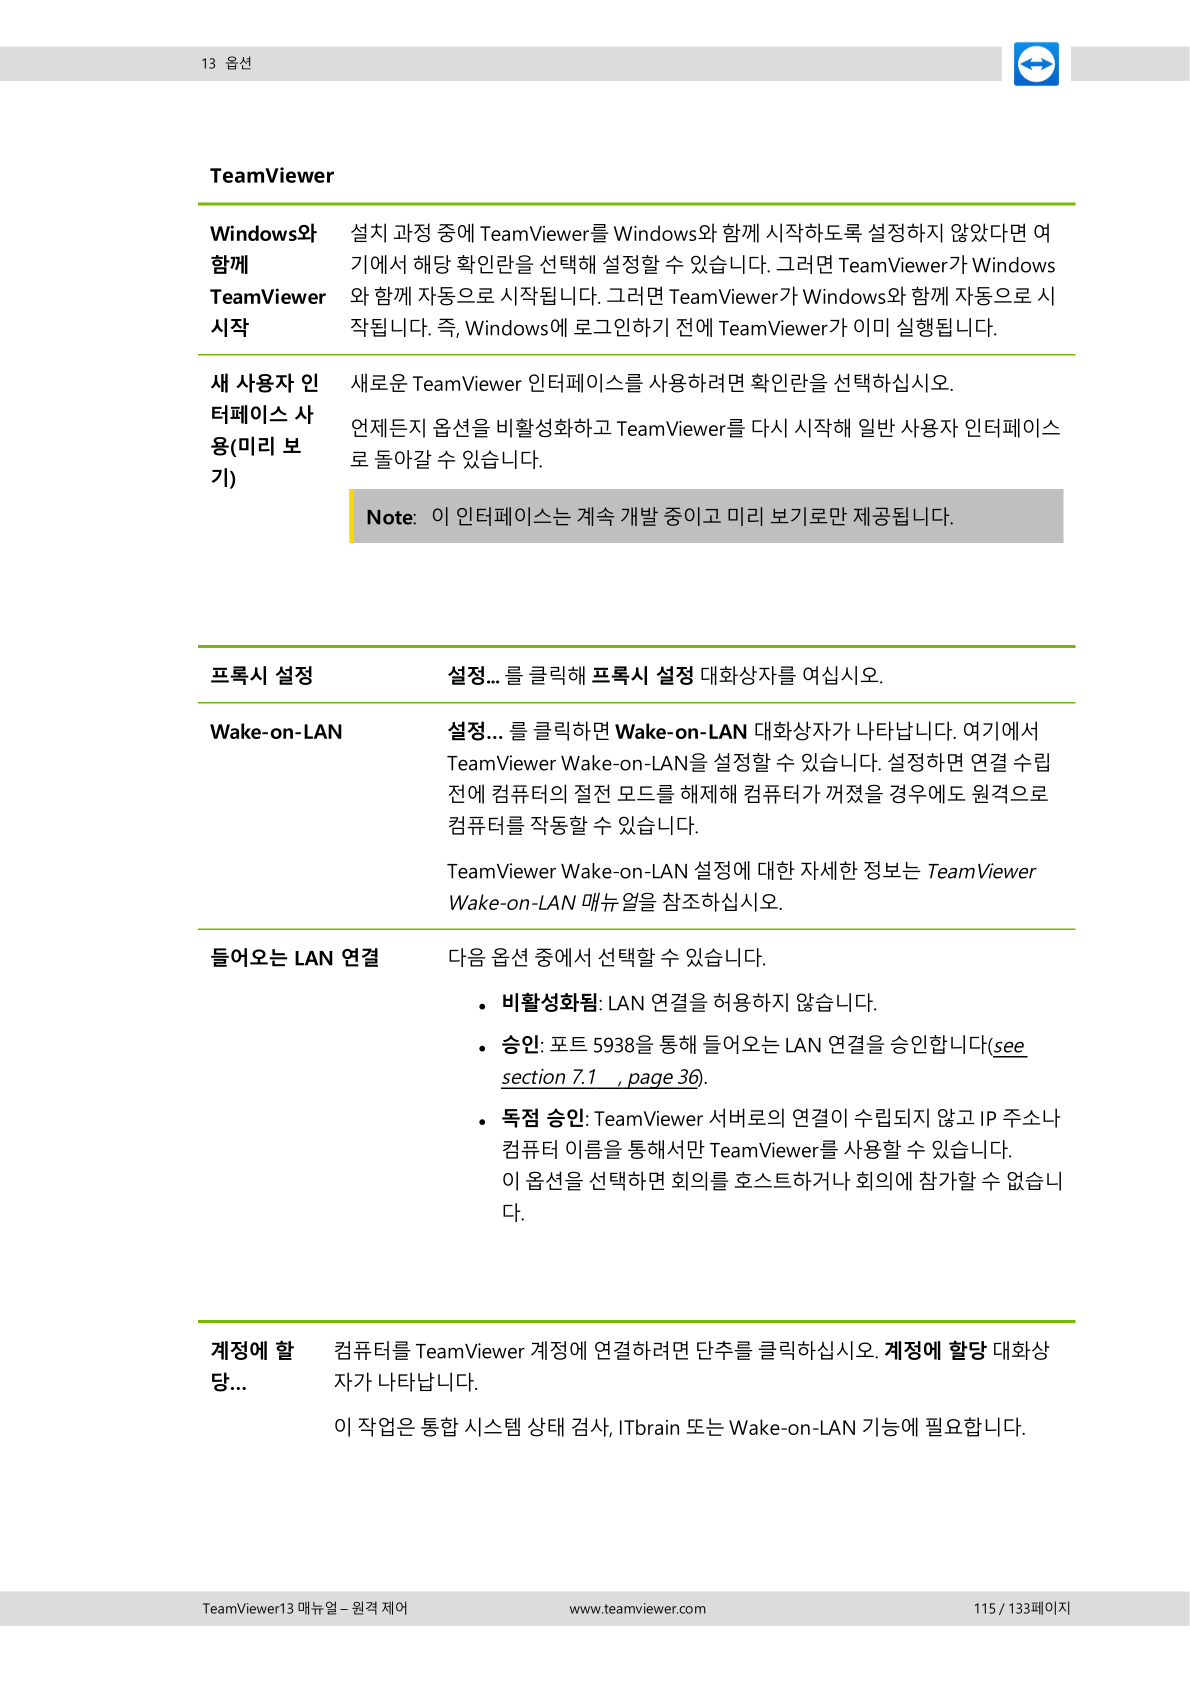 13 옵션
TeamViewer
Windows와
함께
TeamViewer
시작
설치 과정 중에 TeamViewer를 Windows와 함께 시작하도록 설정하지 않았다면 여
기에서 해당 확인란을 선택해 설정할 수 있습니다. 그러면 TeamViewer가 Windows
와 함께 자동으로 시작됩니다. 그러면 TeamViewer가 Windows와 함께 자동으로 시
작됩니다. 즉, Windows에 로그인하기 전에 TeamViewer가 이미 실행됩니다.
새 사용자 인
터페이스 사
용(미리 보
기)
새로운 TeamViewer 인터페이스를 사용하려면 확인란을 선택하십시오.
언제든지 옵션을 비활성화하고 TeamViewer를 다시 시작해 일반 사용자 인터페이스
로 돌아갈 수 있습니다.
Note: 이 인터페이스는 계속 개발 중이고 미리 보기로만 제공됩니다.
프록시 설정
설정... 를 클릭해 프록시 설정 대화상자를 여십시오.
Wake-on-LAN
설정... 를 클릭하면 Wake-on-LAN 대화상자가 나타납니다. 여기에서
TeamViewer Wake-on-LAN을 설정할 수 있습니다. 설정하면 연결 수립
전에 컴퓨터의 절전 모드를 해제해 컴퓨터가 꺼졌을 경우에도 원격으로
컴퓨터를 작동할 수 있습니다.
TeamViewer Wake-on-LAN 설정에 대한 자세한 정보는 TeamViewer
Wake-on-LAN 매뉴얼을 참조하십시오.
들어오는 LAN 연결
다음 옵션 중에서 선택할 수 있습니다.
• 비활성화됨: LAN 연결을 허용하지 않습니다.
• 승인: 포트 5938을 통해 들어오는 LAN 연결을 승인합니다(see
section 7.1 , page 36).
• 독점 승인: TeamViewer 서버로의 연결이 수립되지 않고 IP 주소나
컴퓨터 이름을 통해서만 TeamViewer를 사용할 수 있습니다.
이 옵션을 선택하면 회의를 호스트하거나 회의에 참가할 수 없습니
다.
계정에 할
당...
컴퓨터를 TeamViewer 계정에 연결하려면 단추를 클릭하십시오. 계정에 할당 대화상
자가 나타납니다.
이 작업은 통합 시스템 상태 검사, ITbrain 또는 Wake-on-LAN 기능에 필요합니다.
TeamViewer13 매뉴얼 – 원격 제어
www.teamviewer.com
115 / 133페이지